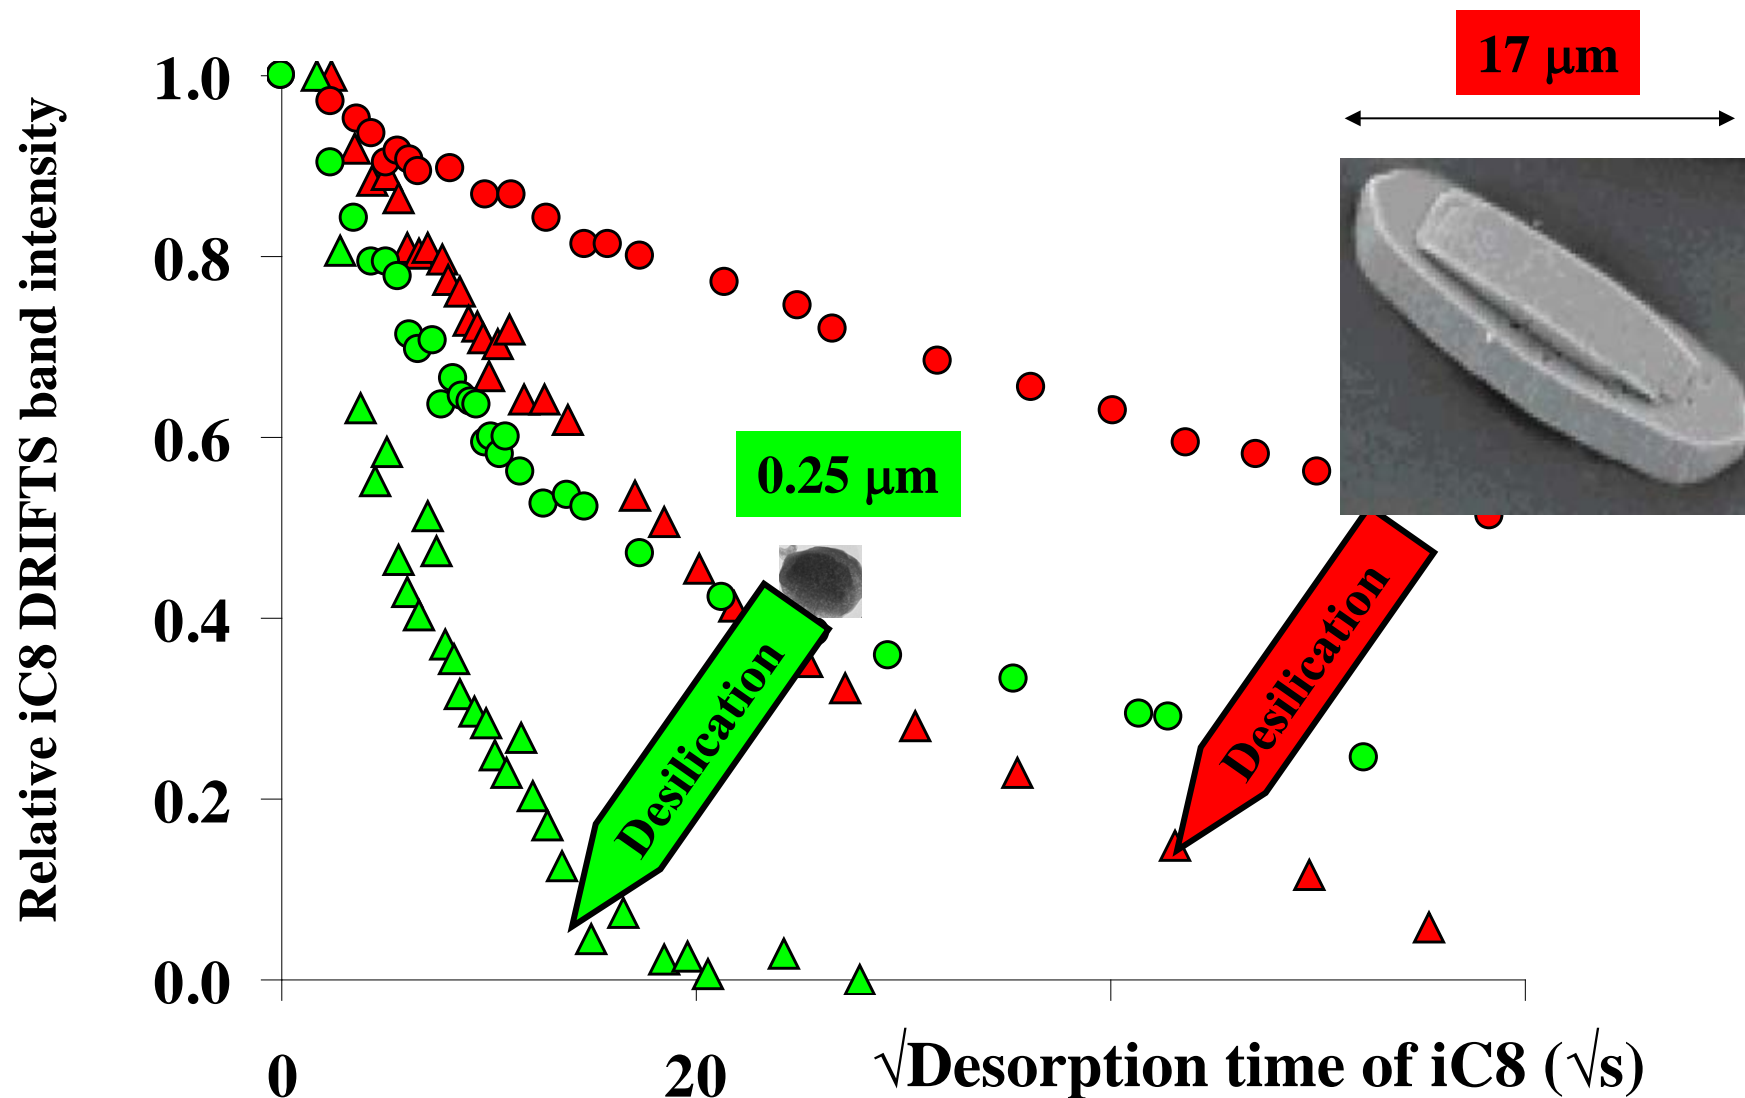 17 μm
1.0
0.8
0.6
0.4
0.2
0.0
Relative iC8 DRIFTS band intensity
0.25 μm
Desilication
Desilication
0
20
√Desorption time of iC8 (√s)